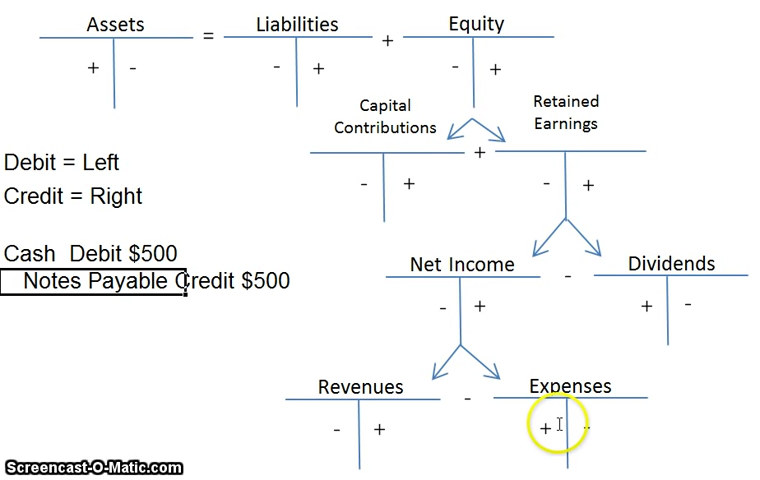 Assets = Liabilities + Equity
+ - - + - +
Capital Contributions
Retained Earnings
+
- + - +
Debit = Left
Credit = Right
Cash Debit $500
Notes Payable Credit $500
Net Income - Dividends
- + + -
Revenues - Expenses
- + + -
Screencast-O-Matic.com